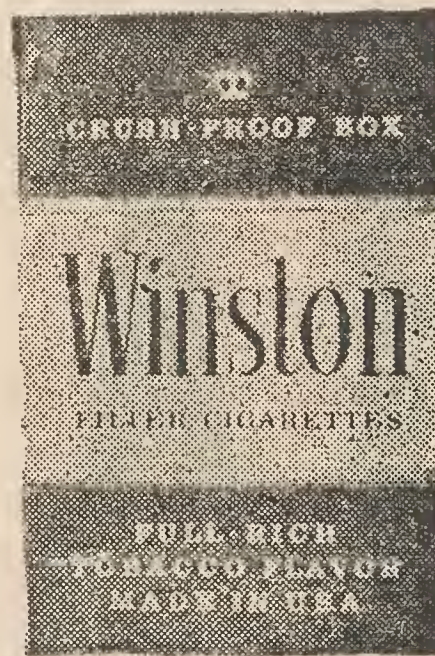 CRUSH-PROOF BOX
Winston
FILTER CIGARETTES
FULL·RICH
TOBACCO FLAVOR
MADE IN USA